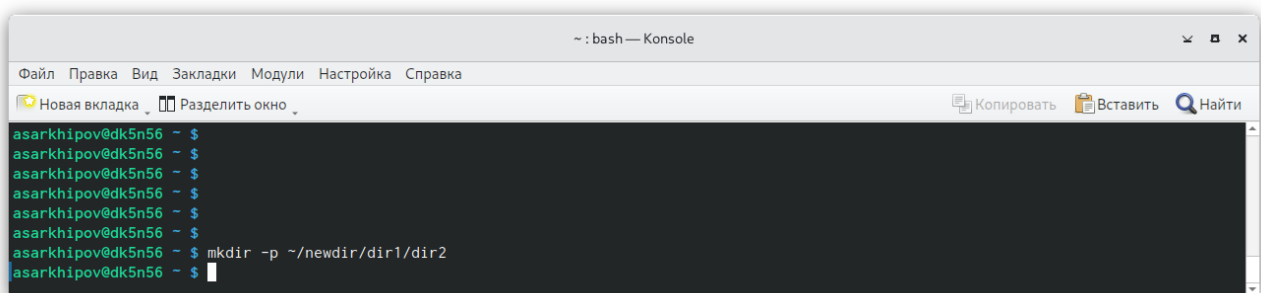 ~ : bash — Konsole
Файл Правка Вид Закладки Модули Настройка Справка
Новая вкладка Разделить окно Копировать Вставить Найти
asarkhipov@dk5n56 ~ $
asarkhipov@dk5n56 ~ $
asarkhipov@dk5n56 ~ $
asarkhipov@dk5n56 ~ $
asarkhipov@dk5n56 ~ $
asarkhipov@dk5n56 ~ $
asarkhipov@dk5n56 ~ $ mkdir -p ~/newdir/dir1/dir2
asarkhipov@dk5n56 ~ $